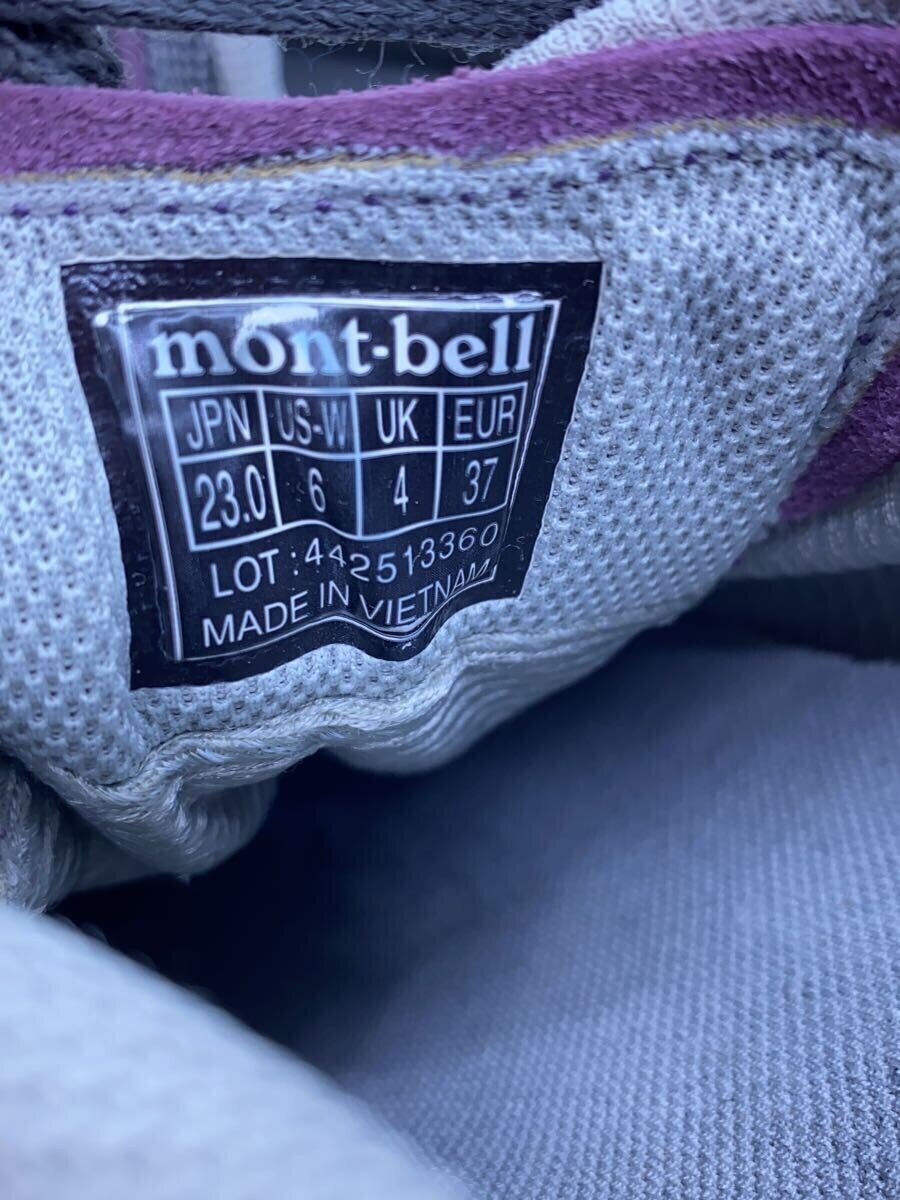 mont-bell
JPN US-W UK EUR
23.0 6 4 37
LOT:442513360
MADE IN VIETNAM